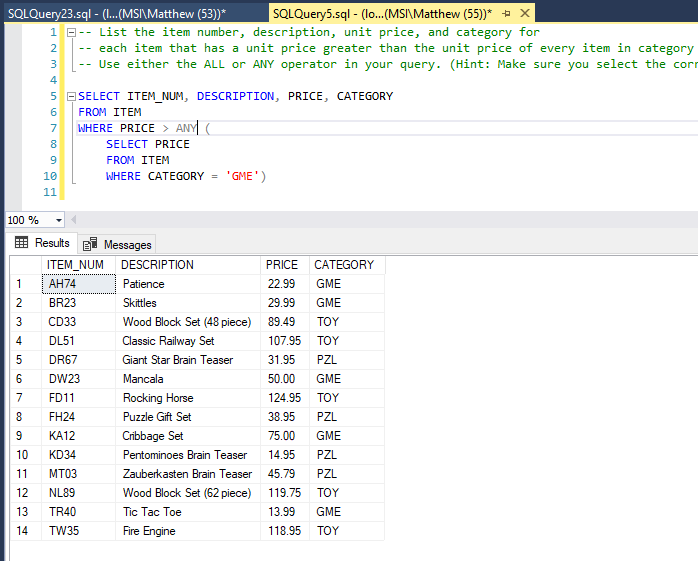 SQLQuery23.sql - (l...(MSI\Matthew (53))* SQLQuery5.sql - (lo...(MSI\Matthew (55))*
1 -- List the item number, description, unit price, and category for
2 -- each item that has a unit price greater than the unit price of every item in category
3 -- Use either the ALL or ANY operator in your query. (Hint: Make sure you select the corr
4
5 SELECT ITEM_NUM, DESCRIPTION, PRICE, CATEGORY
6 FROM ITEM
7 WHERE PRICE > ANY (
8 SELECT PRICE
9 FROM ITEM
10 WHERE CATEGORY = 'GME')
11
100 %
Results Messages
ITEM_NUM DESCRIPTION PRICE CATEGORY
1 AH74 Patience 22.99 GME
2 BR23 Skittles 29.99 GME
3 CD33 Wood Block Set (48 piece) 89.49 TOY
4 DL51 Classic Railway Set 107.95 TOY
5 DR67 Giant Star Brain Teaser 31.95 PZL
6 DW23 Mancala 50.00 GME
7 FD11 Rocking Horse 124.95 TOY
8 FH24 Puzzle Gift Set 38.95 PZL
9 KA12 Cribbage Set 75.00 GME
10 KD34 Pentominoes Brain Teaser 14.95 PZL
11 MT03 Zauberkasten Brain Teaser 45.79 PZL
12 NL89 Wood Block Set (62 piece) 119.75 TOY
13 TR40 Tic Tac Toe 13.99 GME
14 TW35 Fire Engine 118.95 TOY